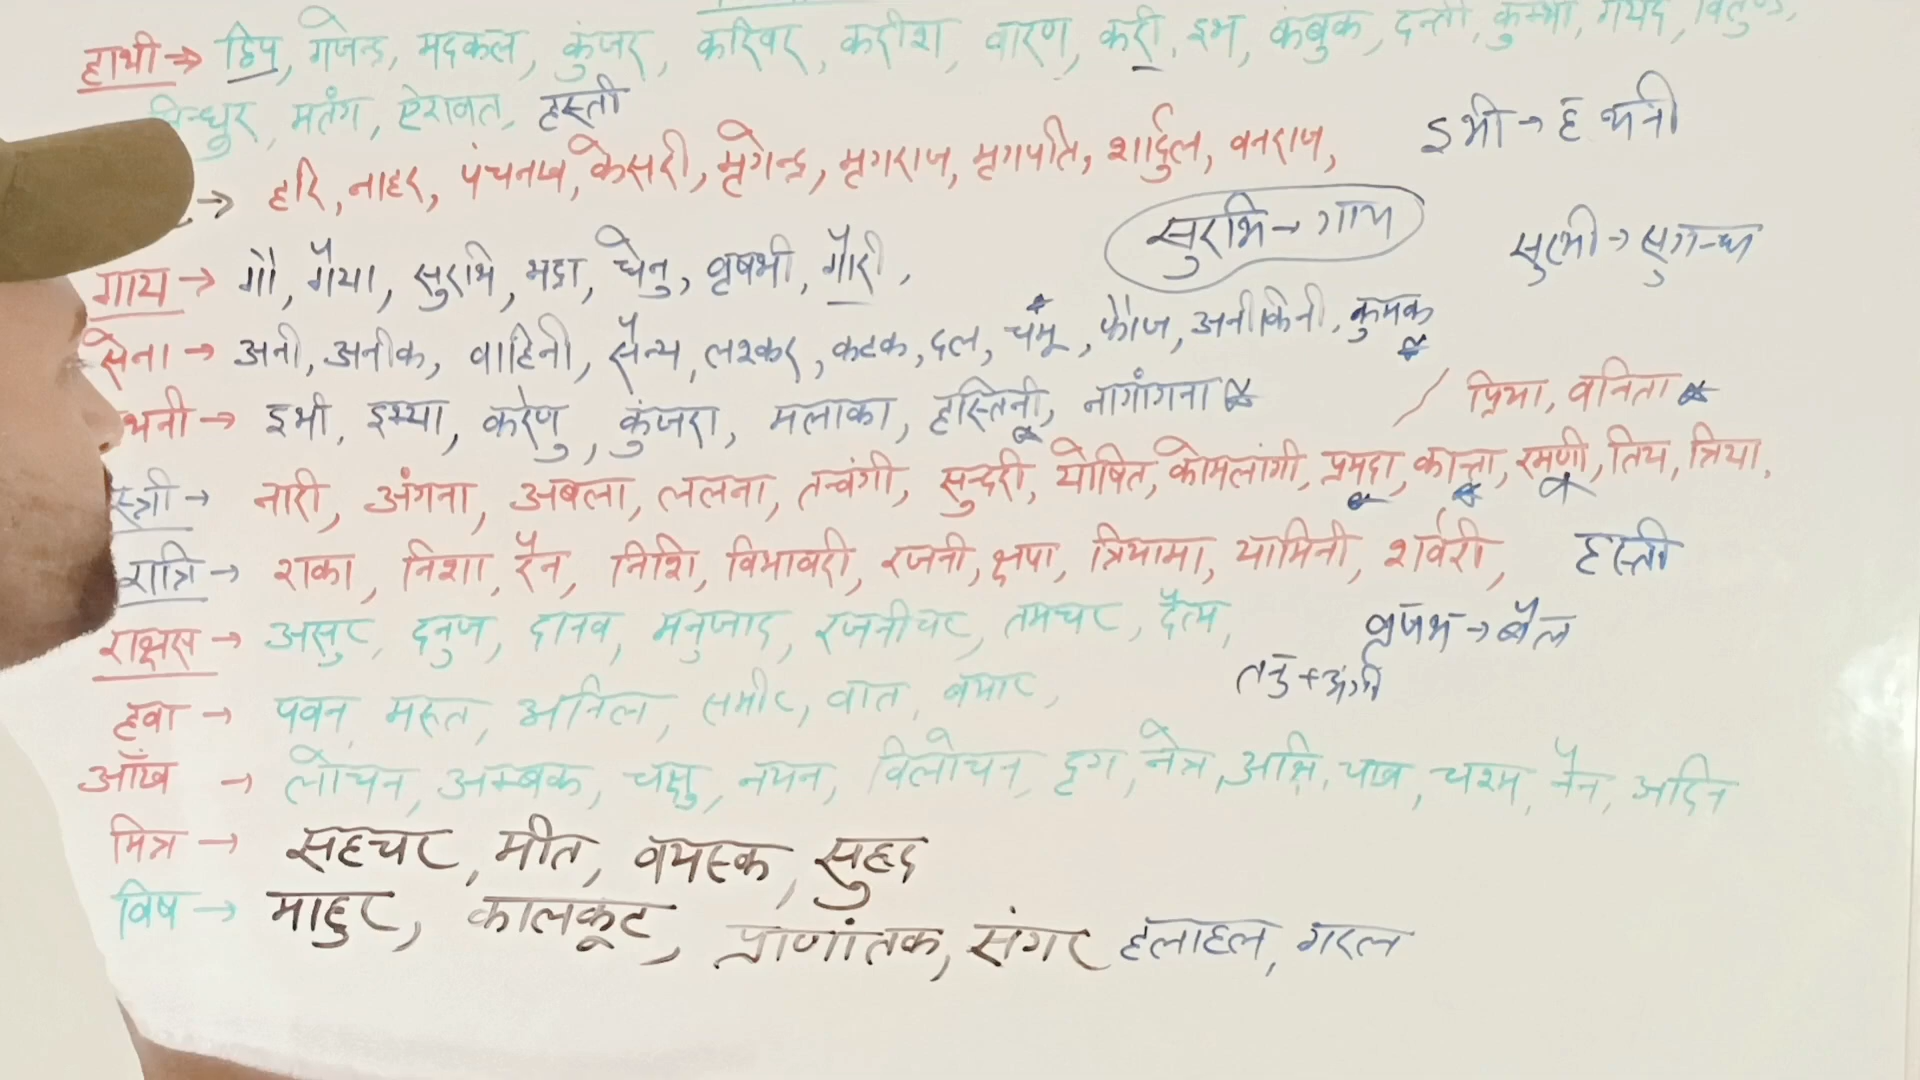 हाथी → द्विप, गजेन्द्र, मदकल, कुंजर, करिवर, करीश, वारण, करी, इभ, कंबुक, दन्ती, कुम्भी, गयंद, वितुण्ड,
सिन्धुर, मतंग, ऐरावत, हस्ती
इभी → हथनी
→ हरि, नाहर, पंचनख, केसरी, मृगेन्द्र, मृगराज, मृगपति, शार्दुल, वनराज,
सुरभि → गाय
सुरभी → सुगन्ध
गाय → गौ, गैया, सुरभि, भद्रा, धेनु, वृषभी, गौरी,
सेना → अनी, अनीक, वाहिनी, सैन्य, लश्कर, कटक, दल, चमू, फौज, अनीकिनी, कुमक
थनी → इभी, इभ्या, करेणु, कुंजरा, मलाका, हस्तिनी, नागांगना / प्रिया, वनिता
स्त्री → नारी, अंगना, अबला, ललना, तन्वंगी, सुन्दरी, योषित, कोमलांगी, प्रमदा, कान्ता, रमणी, तिय, त्रिया,
रात्रि → राका, निशा, रैन, निशि, विभावरी, रजनी, क्षपा, त्रियामा, यामिनी, शर्वरी, हस्ती
राक्षस → असुर, दनुज, दानव, मनुजाद, रजनीचर, तमचर, दैत्य,
वृषभ → बैल
तनु + अंगी
हवा → पवन, मरूत, अनिल, समीर, वात, बयार,
आँख → लोचन, अम्बक, चक्षु, नयन, विलोचन, दृग, नेत्र, अक्षि, चख, चश्म, नैन,
मित्र → सहचर, मीत, वयस्क, सुहृद
विष → माहुर, कालकूट, प्राणांतक, संगर हलाहल, गरल